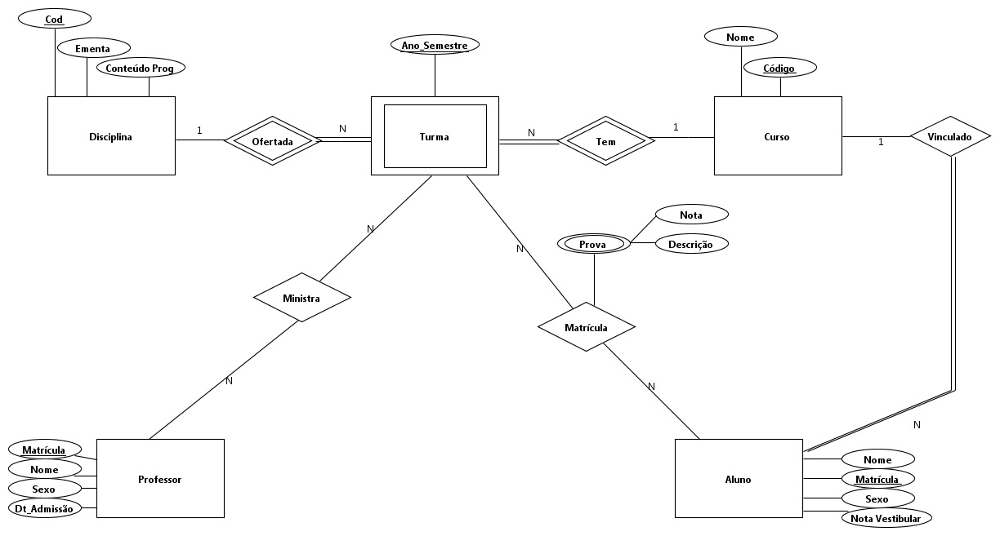 Cod
Nome
Ementa
Ano_Semestre
Conteúdo Prog
Código
Disciplina
1
Ofertada
N
Turma
N
Tem
1
Curso
1
Vinculado
N
N
Nota
Prova
Descrição
Ministra
Matrícula
N
N
N
Matrícula
Nome
Sexo
Dt_Admissão
Professor
Aluno
Nome
Matrícula
Sexo
Nota Vestibular